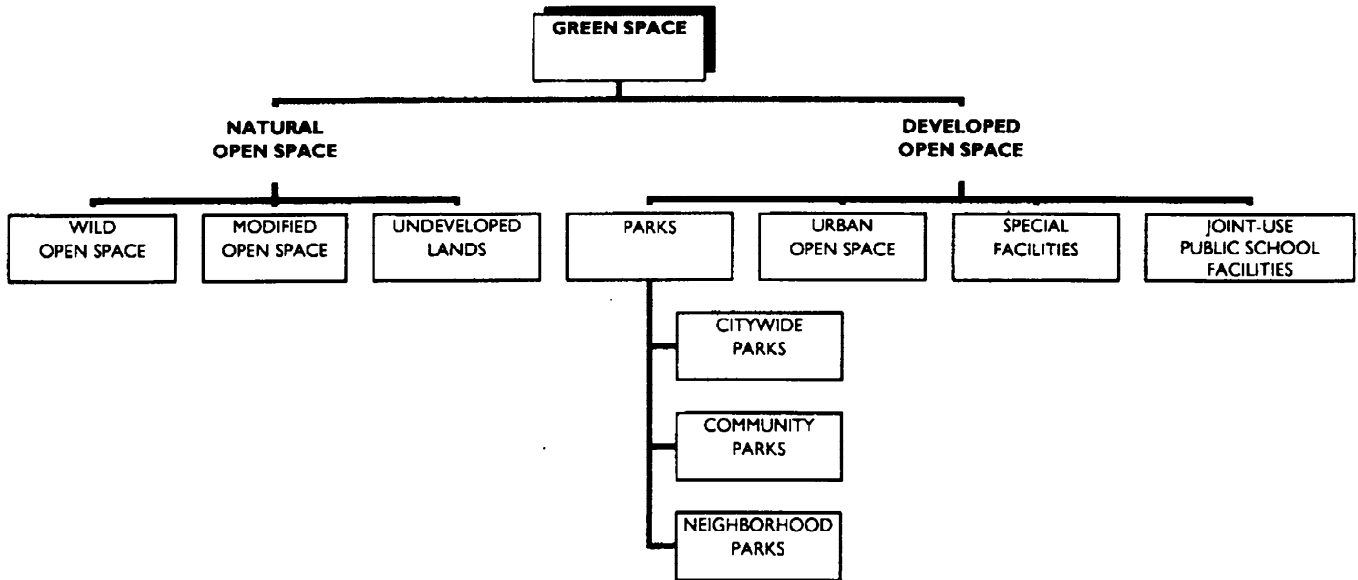 GREEN SPACE
NATURAL
OPEN SPACE
DEVELOPED
OPEN SPACE
WILD
OPEN SPACE
MODIFIED
OPEN SPACE
UNDEVELOPED
LANDS
PARKS
URBAN
OPEN SPACE
SPECIAL
FACILITIES
JOINT-USE
PUBLIC SCHOOL
FACILITIES
CITYWIDE
PARKS
COMMUNITY
PARKS
NEIGHBORHOOD
PARKS